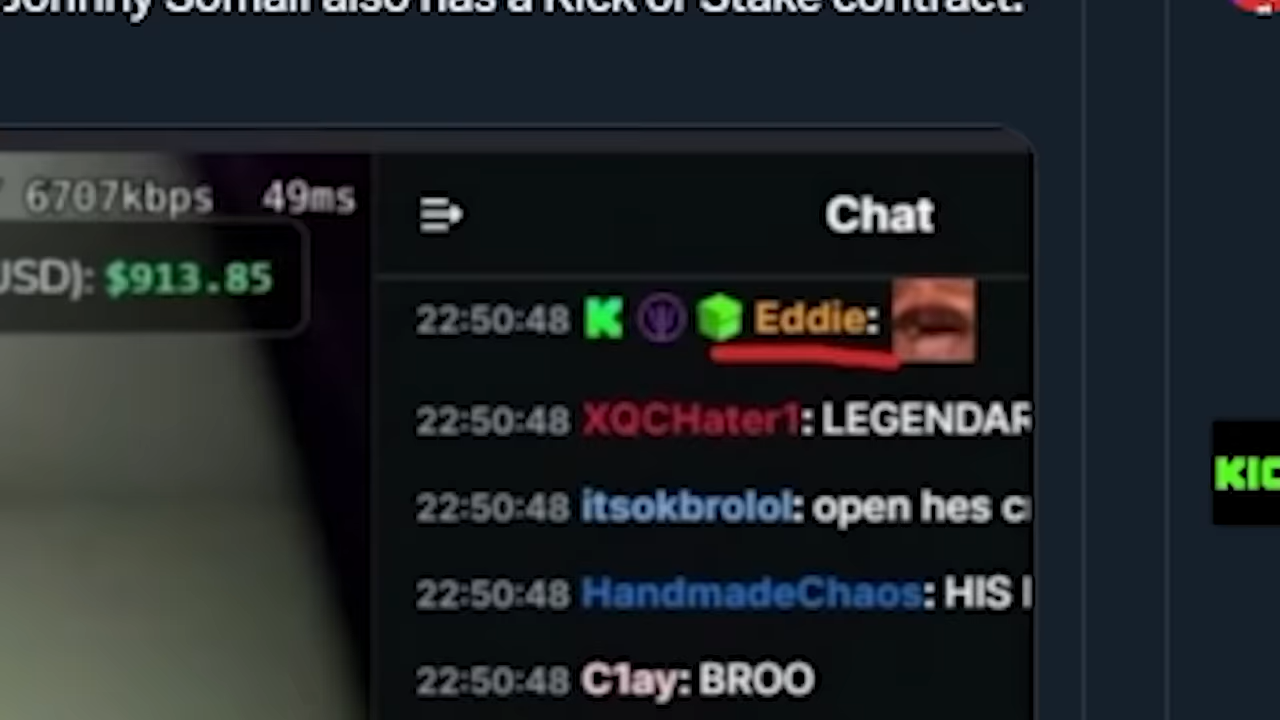 Johnny Somali also has a Kick or Stake contract.
6707kbps 49ms
USD): $913.85
Chat
22:50:48 Eddie:
22:50:48 XQCHater1: LEGENDAR
22:50:48 itsokbrolol: open hes
22:50:48 HandmadeChaos: HIS
22:50:48 C1ay: BROO
KIC